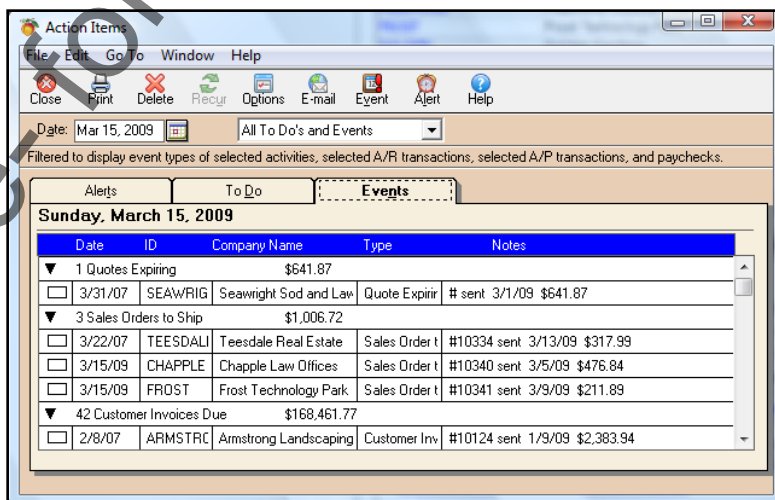 Action Items
File Edit Go To Window Help
Close Print Delete Recur Options E-mail Event Alert Help
Date: Mar 15, 2009 All To Do's and Events
Filtered to display event types of selected activities, selected A/R transactions, selected A/P transactions, and paychecks.
Alerts To Do Events
Sunday, March 15, 2009
Date ID Company Name Type Notes
1 Quotes Expiring $641.87
3/31/07 SEAWRIG Seawright Sod and Law Quote Expirir # sent 3/1/09 $641.87
3 Sales Orders to Ship $1,006.72
3/22/07 TEESDALI Teesdale Real Estate Sales Order t #10334 sent 3/13/09 $317.99
3/15/09 CHAPPLE Chapple Law Offices Sales Order t #10340 sent 3/5/09 $476.84
3/15/09 FROST Frost Technology Park Sales Order t #10341 sent 3/9/09 $211.89
42 Customer Invoices Due $168,461.77
2/8/07 ARMSTRC Armstrong Landscaping Customer Inv #10124 sent 1/9/09 $2,383.94